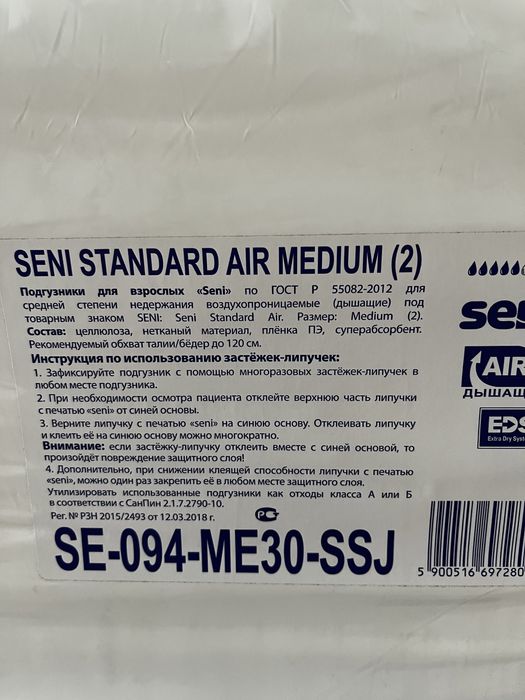 SENI STANDARD AIR MEDIUM (2)
Подгузники для взрослых «Seni» по ГОСТ Р 55082-2012 для
средней степени недержания воздухопроницаемые (дышащие) под
товарным знаком SENI: Seni Standard Air. Размер: Medium (2).
Состав: целлюлоза, нетканый материал, плёнка ПЭ, суперабсорбент.
Рекомендуемый обхват талии/бёдер до 120 см.
Инструкция по использованию застёжек-липучек:
1. Зафиксируйте подгузник с помощью многоразовых застёжек-липучек в
любом месте подгузника.
2. При необходимости осмотра пациента отклейте верхнюю часть липучки
с печатью «seni» от синей основы.
3. Верните липучку с печатью «seni» на синюю основу. Отклеивать липучку
и клеить её на синюю основу можно многократно.
Внимание: если застёжку-липучку отклеить вместе с синей основой, то
произойдёт повреждение защитного слоя!
4. Дополнительно, при снижении клеящей способности липучки с печатью
«seni», можно один раз закрепить её в любом месте защитного слоя.
Утилизировать использованные подгузники как отходы класса А или Б
в соответствии с СанПин 2.1.7.2790-10.
Рег. № РЗН 2015/2493 от 12.03.2018 г.
РС
SE-094-ME30-SSJ
se
AIR
ДЫШАЩ
EDS
Extra Dry Syst
5 900516 697280